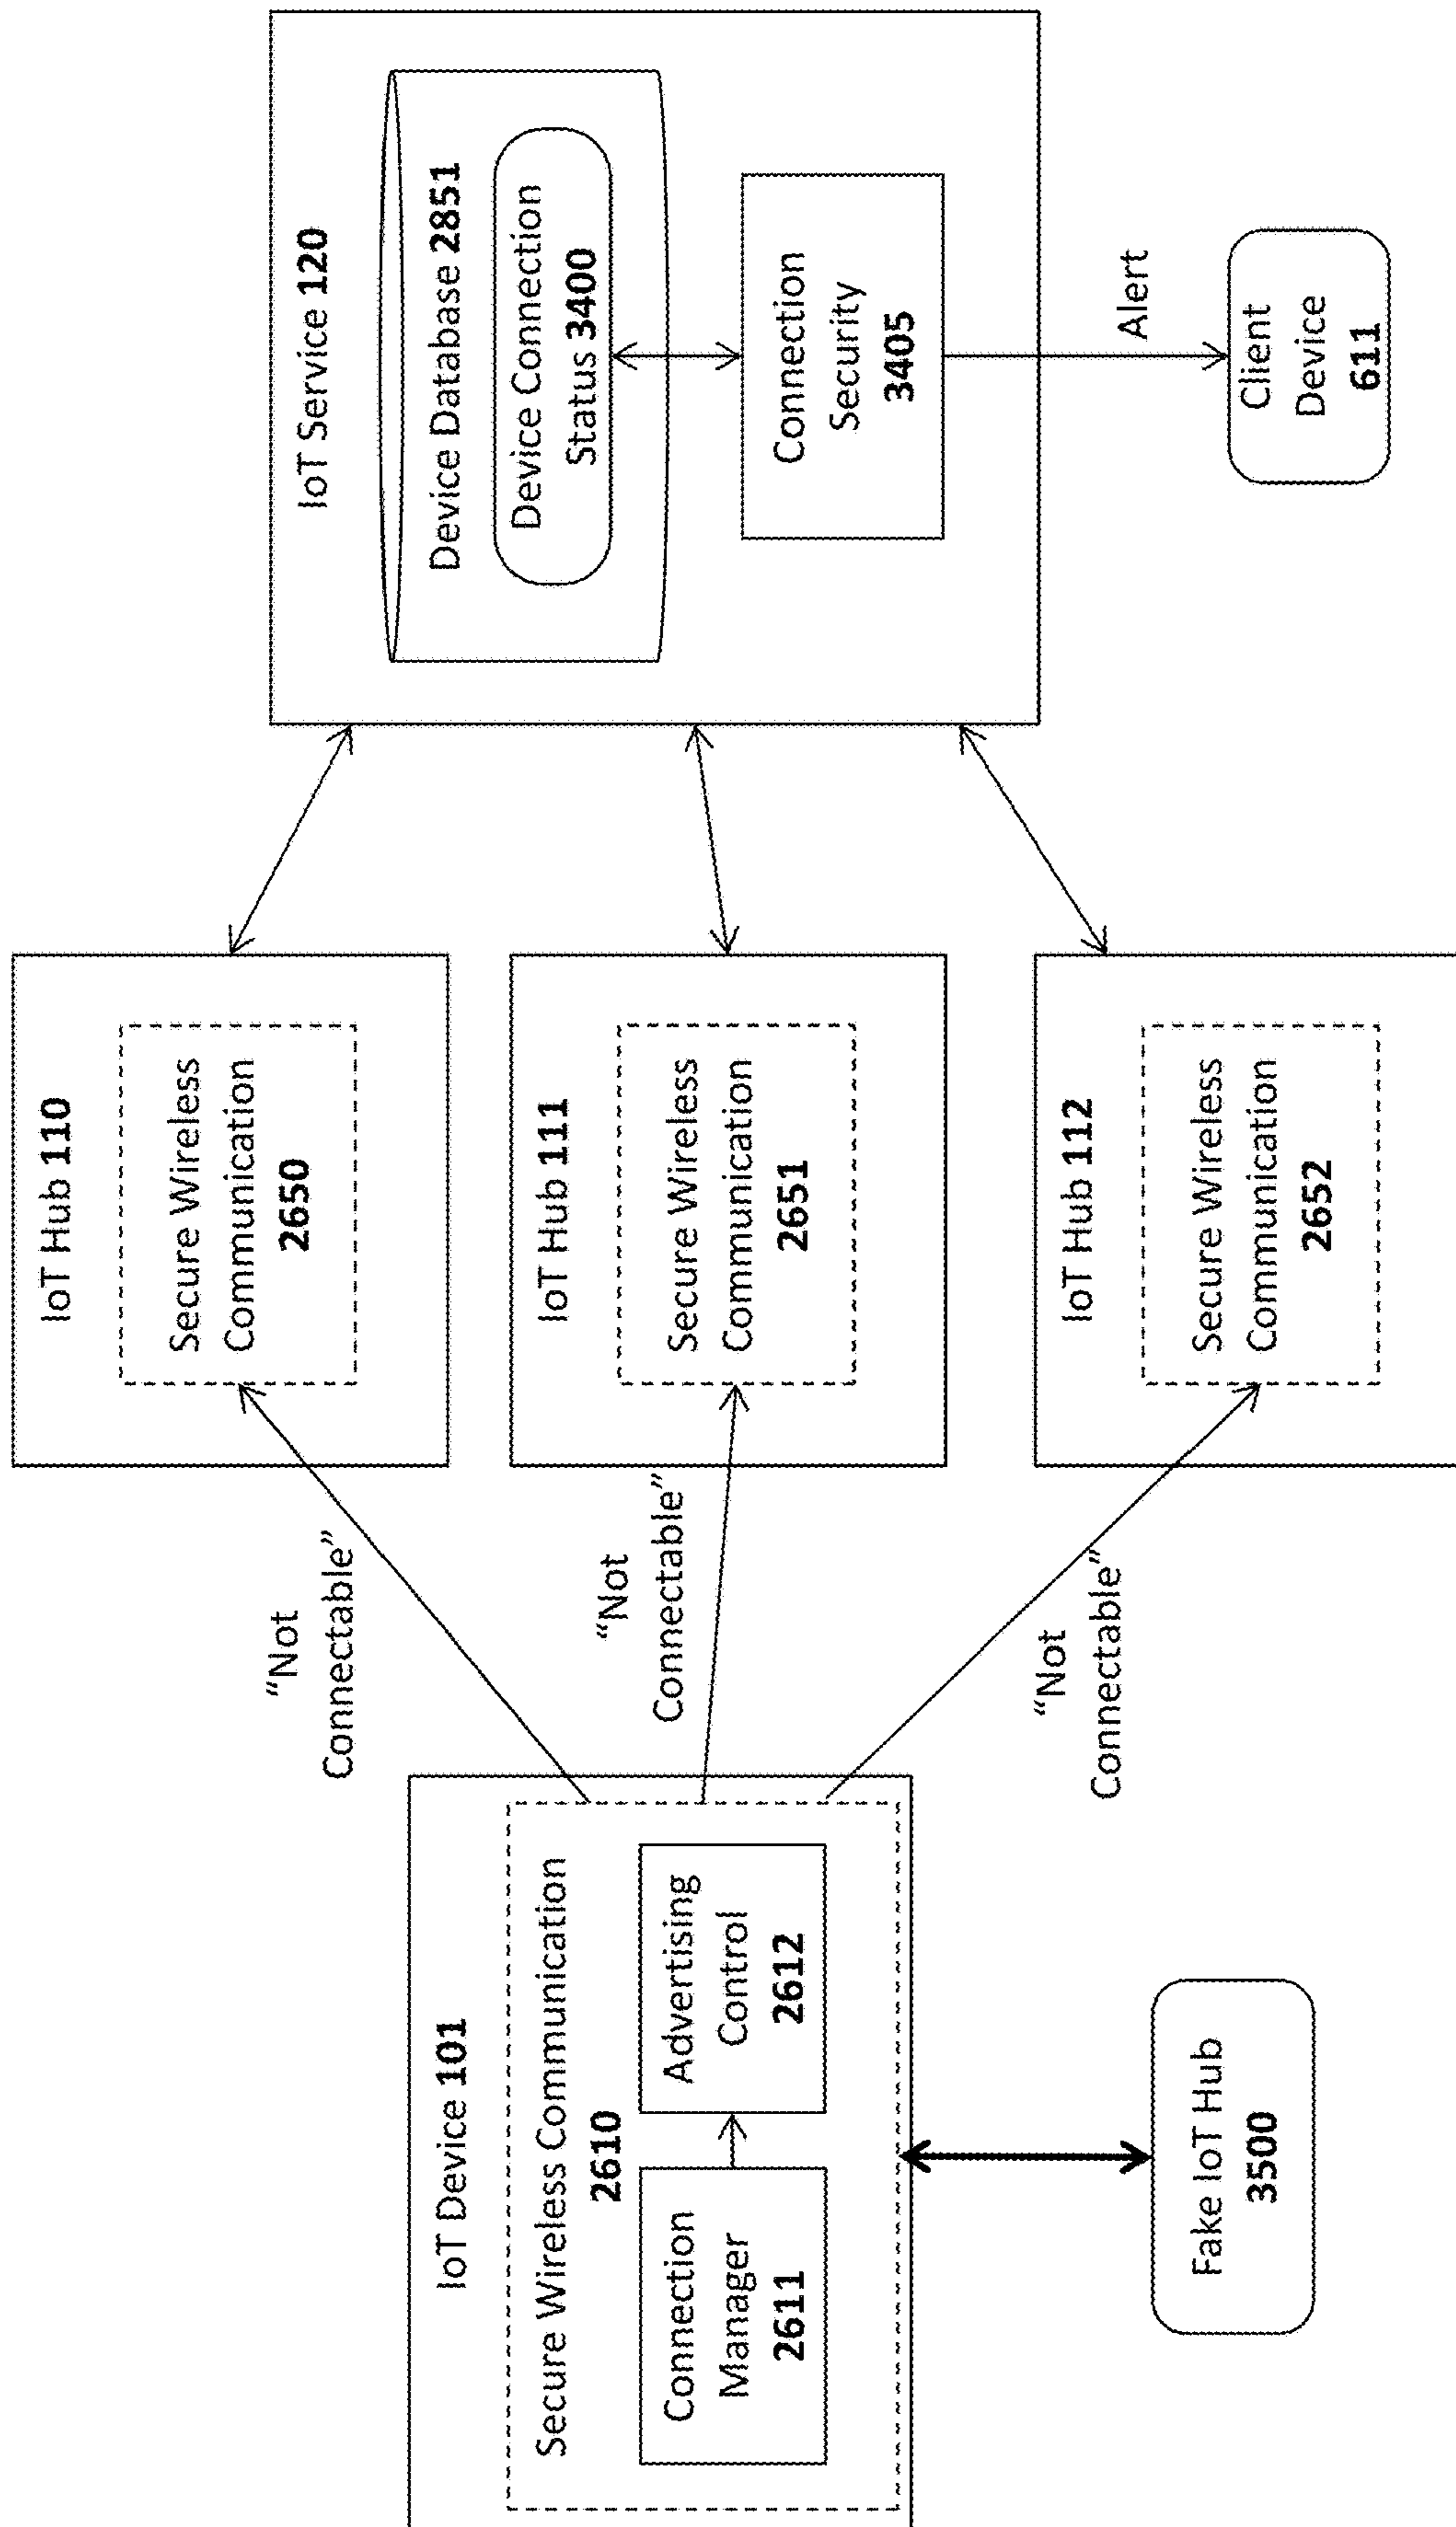 IoT Device 101
Secure Wireless Communication
2610
Connection
Manager
2611
Advertising
Control
2612
Fake IoT Hub
3500
“Not
Connectable”
“Not
Connectable”
“Not
Connectable”
IoT Hub 110
Secure Wireless
Communication
2650
IoT Hub 111
Secure Wireless
Communication
2651
IoT Hub 112
Secure Wireless
Communication
2652
IoT Service 120
Device Database 2851
Device Connection
Status 3400
Connection
Security
3405
Alert
Client
Device
611